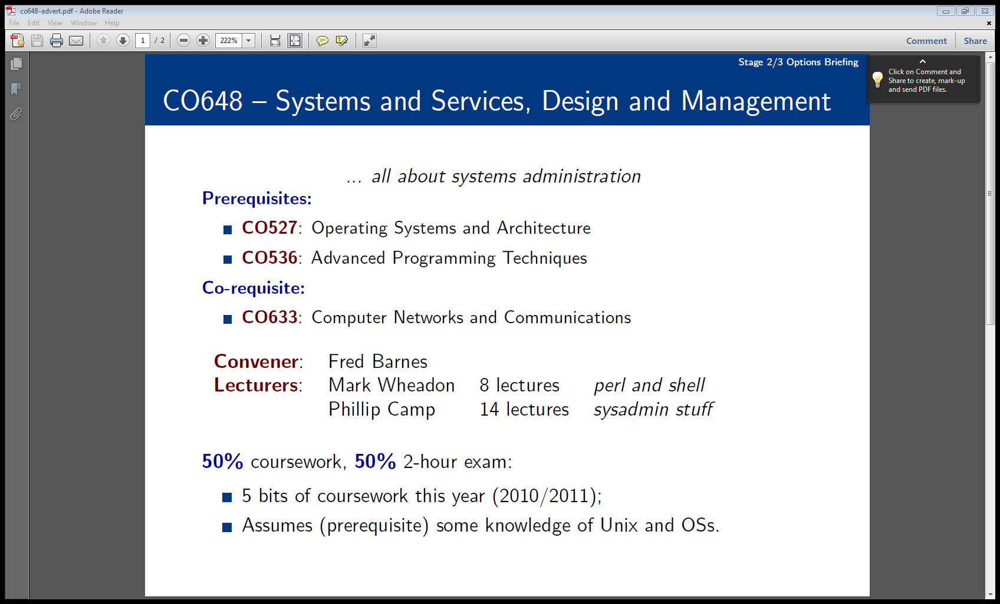 co648-advert.pdf - Adobe Reader
File Edit View Window Help
1 / 2 222% Comment Share
Stage 2/3 Options Briefing
Click on Comment and
Share to create, mark-up
and send PDF files.
CO648 – Systems and Services, Design and Management
... all about systems administration
Prerequisites:
CO527: Operating Systems and Architecture
CO536: Advanced Programming Techniques
Co-requisite:
CO633: Computer Networks and Communications
Convener: Fred Barnes
Lecturers: Mark Wheadon 8 lectures perl and shell
Phillip Camp 14 lectures sysadmin stuff
50% coursework, 50% 2-hour exam:
5 bits of coursework this year (2010/2011);
Assumes (prerequisite) some knowledge of Unix and OSs.